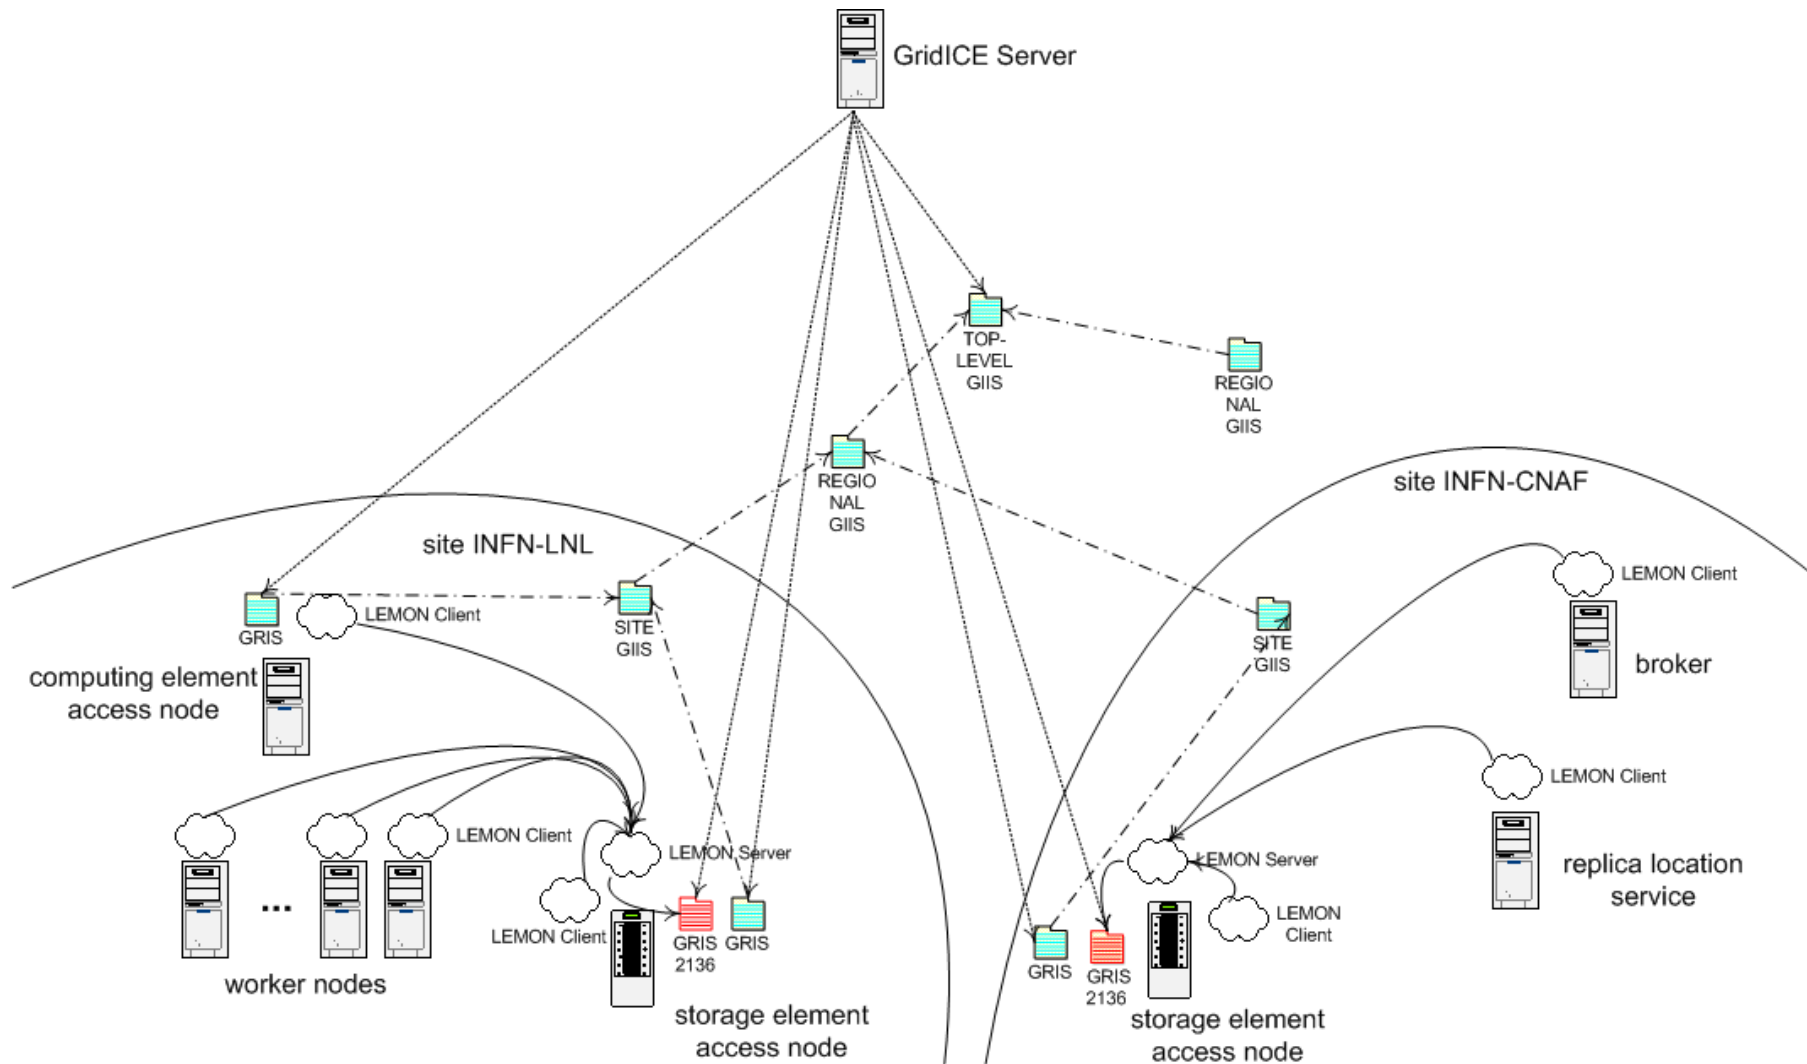 GridICE Server
TOP-
LEVEL
GIIS
REGIO
NAL
GIIS
REGIO
NAL
GIIS
site INFN-CNAF
site INFN-LNL
LEMON Client
GRIS
LEMON Client
SITE
GIIS
SITE
GIIS
broker
computing element
access node
LEMON Client
LEMON Client
LEMON Server
LEMON Server
replica location
service
...
LEMON Client
GRIS
2136
GRIS
LEMON
Client
GRIS
GRIS
2136
worker nodes
storage element
access node
storage element
access node